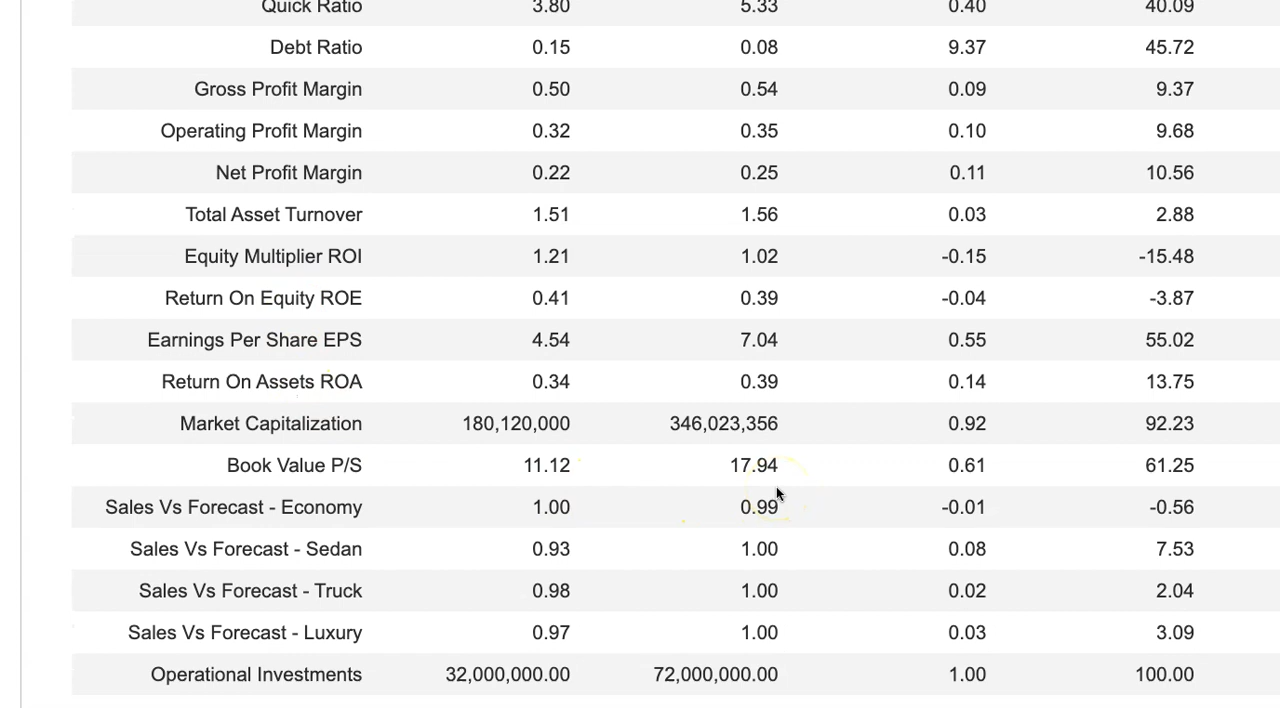 Quick Ratio 3.80 5.33 0.40 40.09
Debt Ratio 0.15 0.08 9.37 45.72
Gross Profit Margin 0.50 0.54 0.09 9.37
Operating Profit Margin 0.32 0.35 0.10 9.68
Net Profit Margin 0.22 0.25 0.11 10.56
Total Asset Turnover 1.51 1.56 0.03 2.88
Equity Multiplier ROI 1.21 1.02 -0.15 -15.48
Return On Equity ROE 0.41 0.39 -0.04 -3.87
Earnings Per Share EPS 4.54 7.04 0.55 55.02
Return On Assets ROA 0.34 0.39 0.14 13.75
Market Capitalization 180,120,000 346,023,356 0.92 92.23
Book Value P/S 11.12 17.94 0.61 61.25
Sales Vs Forecast - Economy 1.00 0.99 -0.01 -0.56
Sales Vs Forecast - Sedan 0.93 1.00 0.08 7.53
Sales Vs Forecast - Truck 0.98 1.00 0.02 2.04
Sales Vs Forecast - Luxury 0.97 1.00 0.03 3.09
Operational Investments 32,000,000.00 72,000,000.00 1.00 100.00